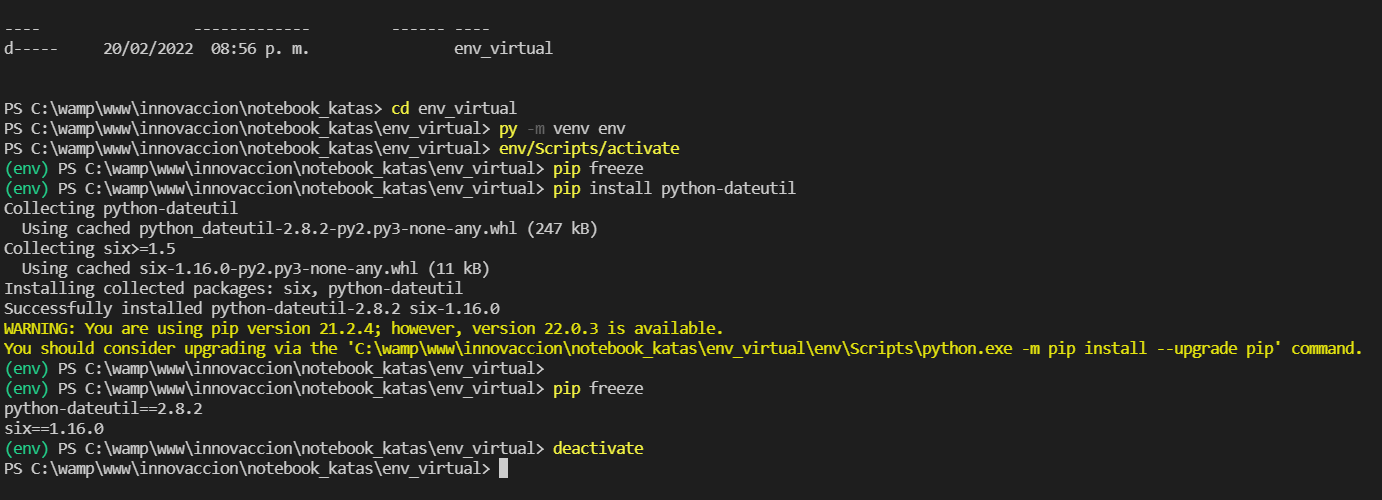 ---- ------------- ------ ----
d----- 20/02/2022 08:56 p. m. env_virtual
PS C:\wamp\www\innovaccion\notebook_katas> cd env_virtual
PS C:\wamp\www\innovaccion\notebook_katas\env_virtual> py -m venv env
PS C:\wamp\www\innovaccion\notebook_katas\env_virtual> env/Scripts/activate
(env) PS C:\wamp\www\innovaccion\notebook_katas\env_virtual> pip freeze
(env) PS C:\wamp\www\innovaccion\notebook_katas\env_virtual> pip install python-dateutil
Collecting python-dateutil
  Using cached python_dateutil-2.8.2-py2.py3-none-any.whl (247 kB)
Collecting six>=1.5
  Using cached six-1.16.0-py2.py3-none-any.whl (11 kB)
Installing collected packages: six, python-dateutil
Successfully installed python-dateutil-2.8.2 six-1.16.0
WARNING: You are using pip version 21.2.4; however, version 22.0.3 is available.
You should consider upgrading via the 'C:\wamp\www\innovaccion\notebook_katas\env_virtual\env\Scripts\python.exe -m pip install --upgrade pip' command.
(env) PS C:\wamp\www\innovaccion\notebook_katas\env_virtual>
(env) PS C:\wamp\www\innovaccion\notebook_katas\env_virtual> pip freeze
python-dateutil==2.8.2
six==1.16.0
(env) PS C:\wamp\www\innovaccion\notebook_katas\env_virtual> deactivate
PS C:\wamp\www\innovaccion\notebook_katas\env_virtual>